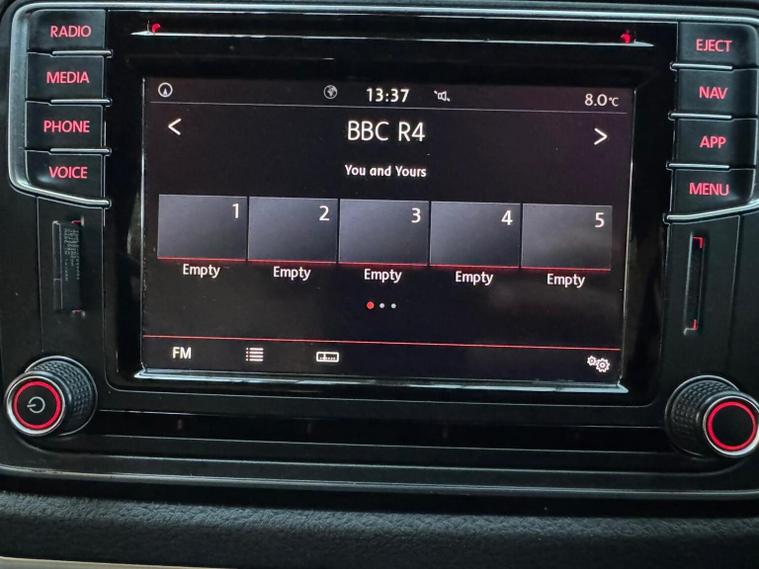 RADIO
MEDIA
PHONE
VOICE
EJECT
NAV
APP
MENU
13:37
8.0°C
< BBC R4 >
You and Yours
1 2 3 4 5
Empty Empty Empty Empty Empty
FM